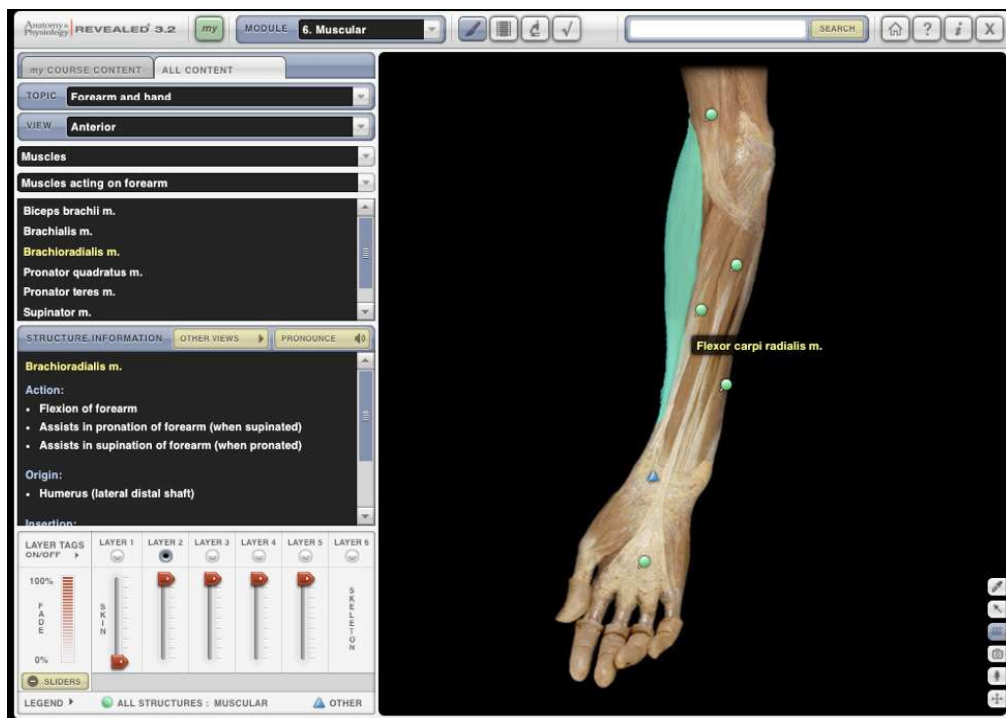 Anatomy & Physiology REVEALED® 3.2
my
MODULE 6. Muscular
SEARCH
? i X
my COURSE CONTENT
ALL CONTENT
TOPIC Forearm and hand
VIEW Anterior
Muscles
Muscles acting on forearm
Biceps brachii m.
Brachialis m.
Brachioradialis m.
Pronator quadratus m.
Pronator teres m.
Supinator m.
STRUCTURE INFORMATION OTHER VIEWS PRONOUNCE
Brachioradialis m.
Action:
• Flexion of forearm
• Assists in pronation of forearm (when supinated)
• Assists in supination of forearm (when pronated)
Origin:
• Humerus (lateral distal shaft)
Insertion:
Flexor carpi radialis m.
LAYER TAGS ON/OFF
LAYER 1 LAYER 2 LAYER 3 LAYER 4 LAYER 5 LAYER 6
100%
FADE
0%
SKIN
SKELETON
SLIDERS
LEGEND ALL STRUCTURES : MUSCULAR OTHER